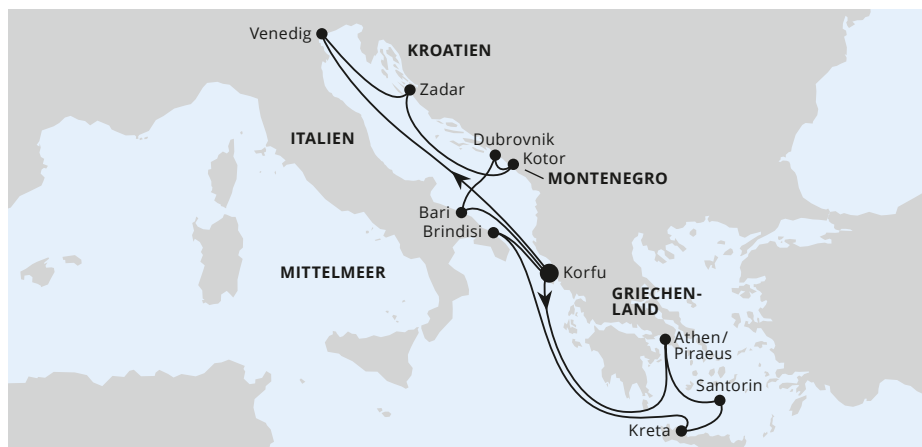 Venedig
KROATIEN
Zadar
ITALIEN
Dubrovnik
Kotor
MONTENEGRO
Bari
Brindisi
MITTELMEER
Korfu
GRIECHEN-
LAND
Athen/
Piraeus
Santorin
Kreta